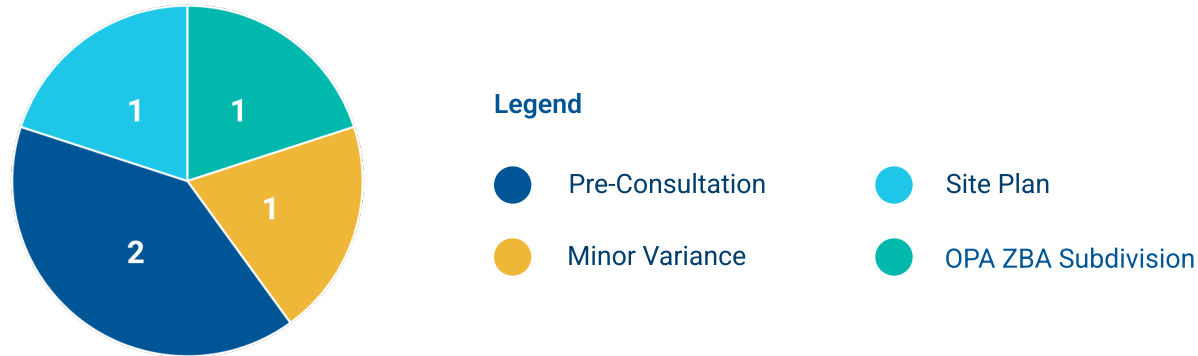 1
1
1
2
Legend
Pre-Consultation
Site Plan
Minor Variance
OPA ZBA Subdivision